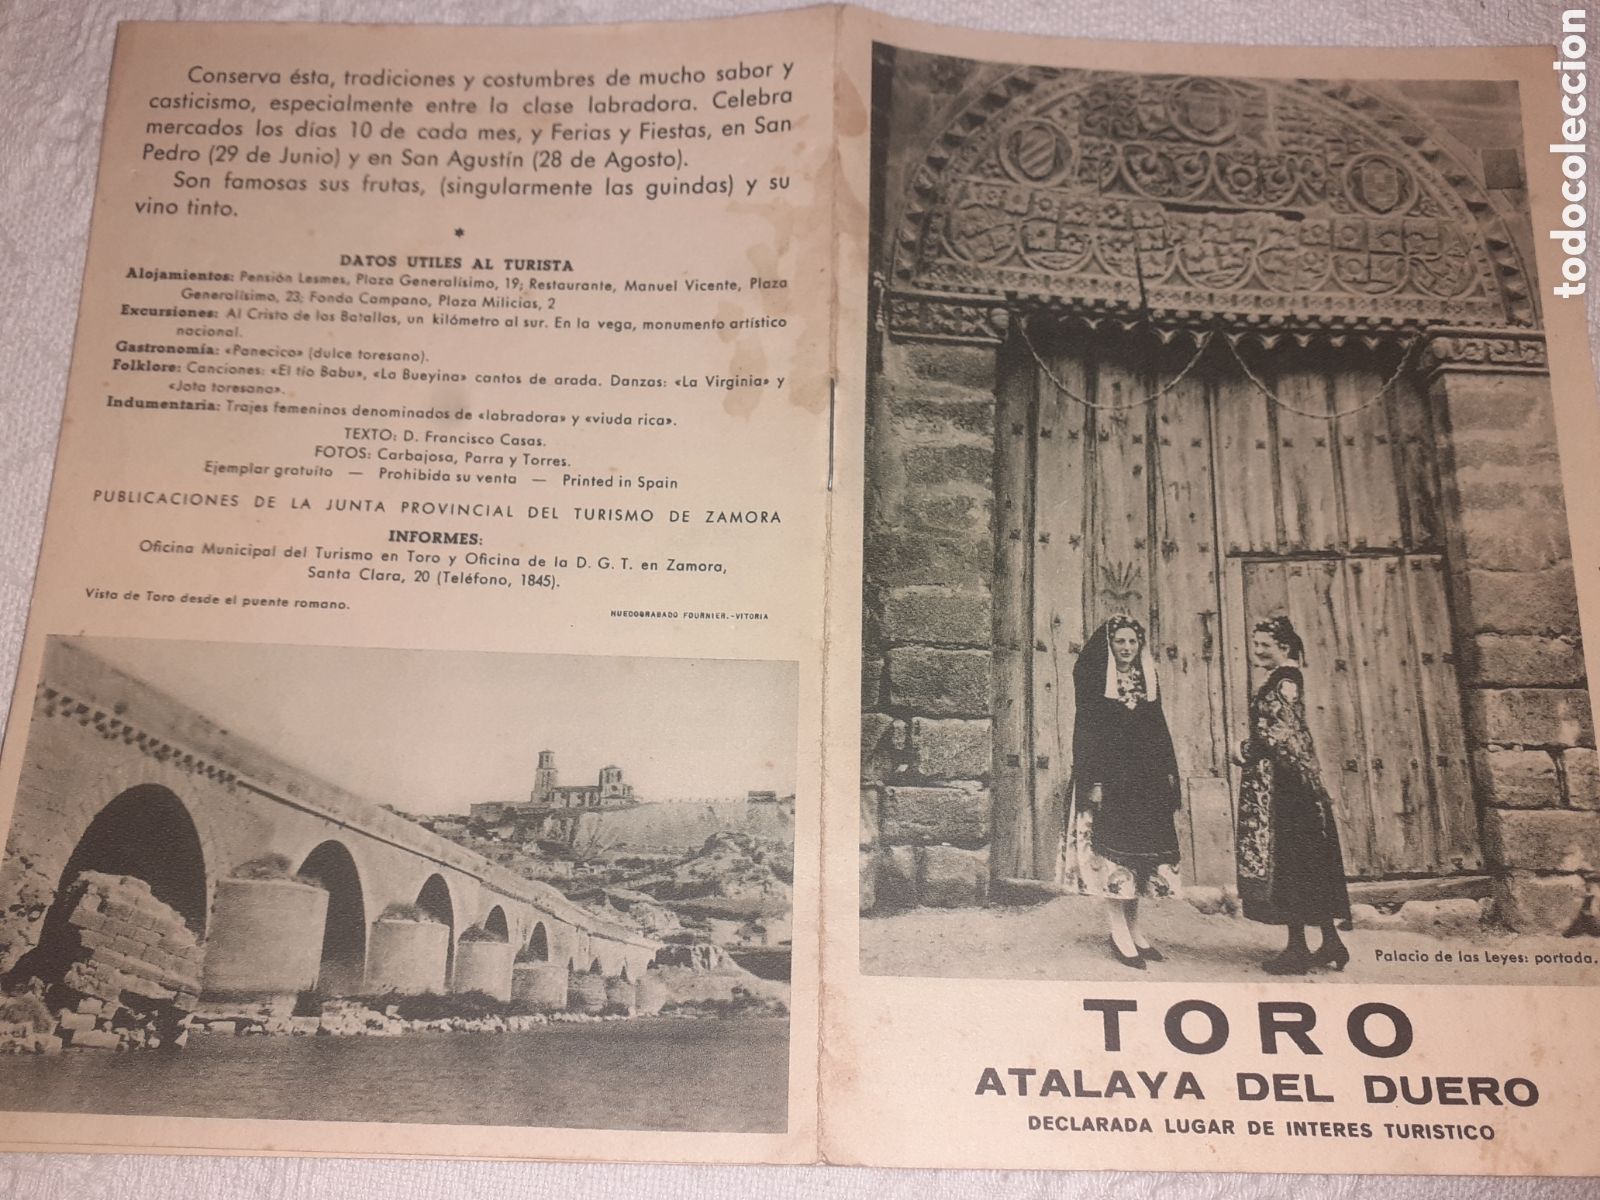 Conserva ésta, tradiciones y costumbres de mucho sabor y
casticismo, especialmente entre la clase labradora. Celebra
mercados los días 10 de cada mes, y Ferias y Fiestas, en San
Pedro (29 de Junio) y en San Agustín (28 de Agosto).
Son famosas sus frutas, (singularmente las guindas) y su
vino tinto.
*
DATOS UTILES AL TURISTA
Alojamientos: Pensión Lesmes, Plaza Generalísimo, 19; Restaurante, Manuel Vicente, Plaza
Generalísimo, 23; Fonda Campano, Plaza Milicias, 2
Excursiones: Al Cristo de las Batallas, un kilómetro al sur. En la vega, monumento artístico
nacional.
Gastronomía: «Panecico» (dulce toresano).
Folklore: Canciones: «El tío Babu», «La Bueyina» cantos de arada. Danzas: «La Virginia» y
«Jota toresana».
Indumentaria: Trajes femeninos denominados de «labradora» y «viuda rica».
TEXTO: D. Francisco Casas.
FOTOS: Carbajosa, Parra y Torres.
Ejemplar gratuíto — Prohibida su venta — Printed in Spain
PUBLICACIONES DE LA JUNTA PROVINCIAL DEL TURISMO DE ZAMORA
INFORMES:
Oficina Municipal del Turismo en Toro y Oficina de la D. G. T. en Zamora,
Santa Clara, 20 (Teléfono, 1845).
Vista de Toro desde el puente romano.
HUECOGRABADO FOURNIER.-VITORIA
Palacio de las Leyes: portada.
TORO
ATALAYA DEL DUERO
DECLARADA LUGAR DE INTERES TURISTICO
todocoleccion